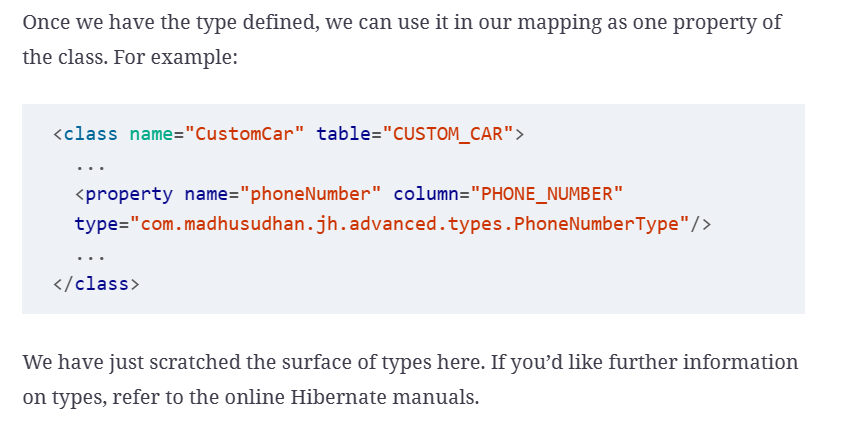 Once we have the type defined, we can use it in our mapping as one property of
the class. For example:
<class name="CustomCar" table="CUSTOM_CAR">
...
<property name="phoneNumber" column="PHONE_NUMBER"
type="com.madhusudhan.jh.advanced.types.PhoneNumberType"/>
...
</class>
We have just scratched the surface of types here. If you’d like further information
on types, refer to the online Hibernate manuals.